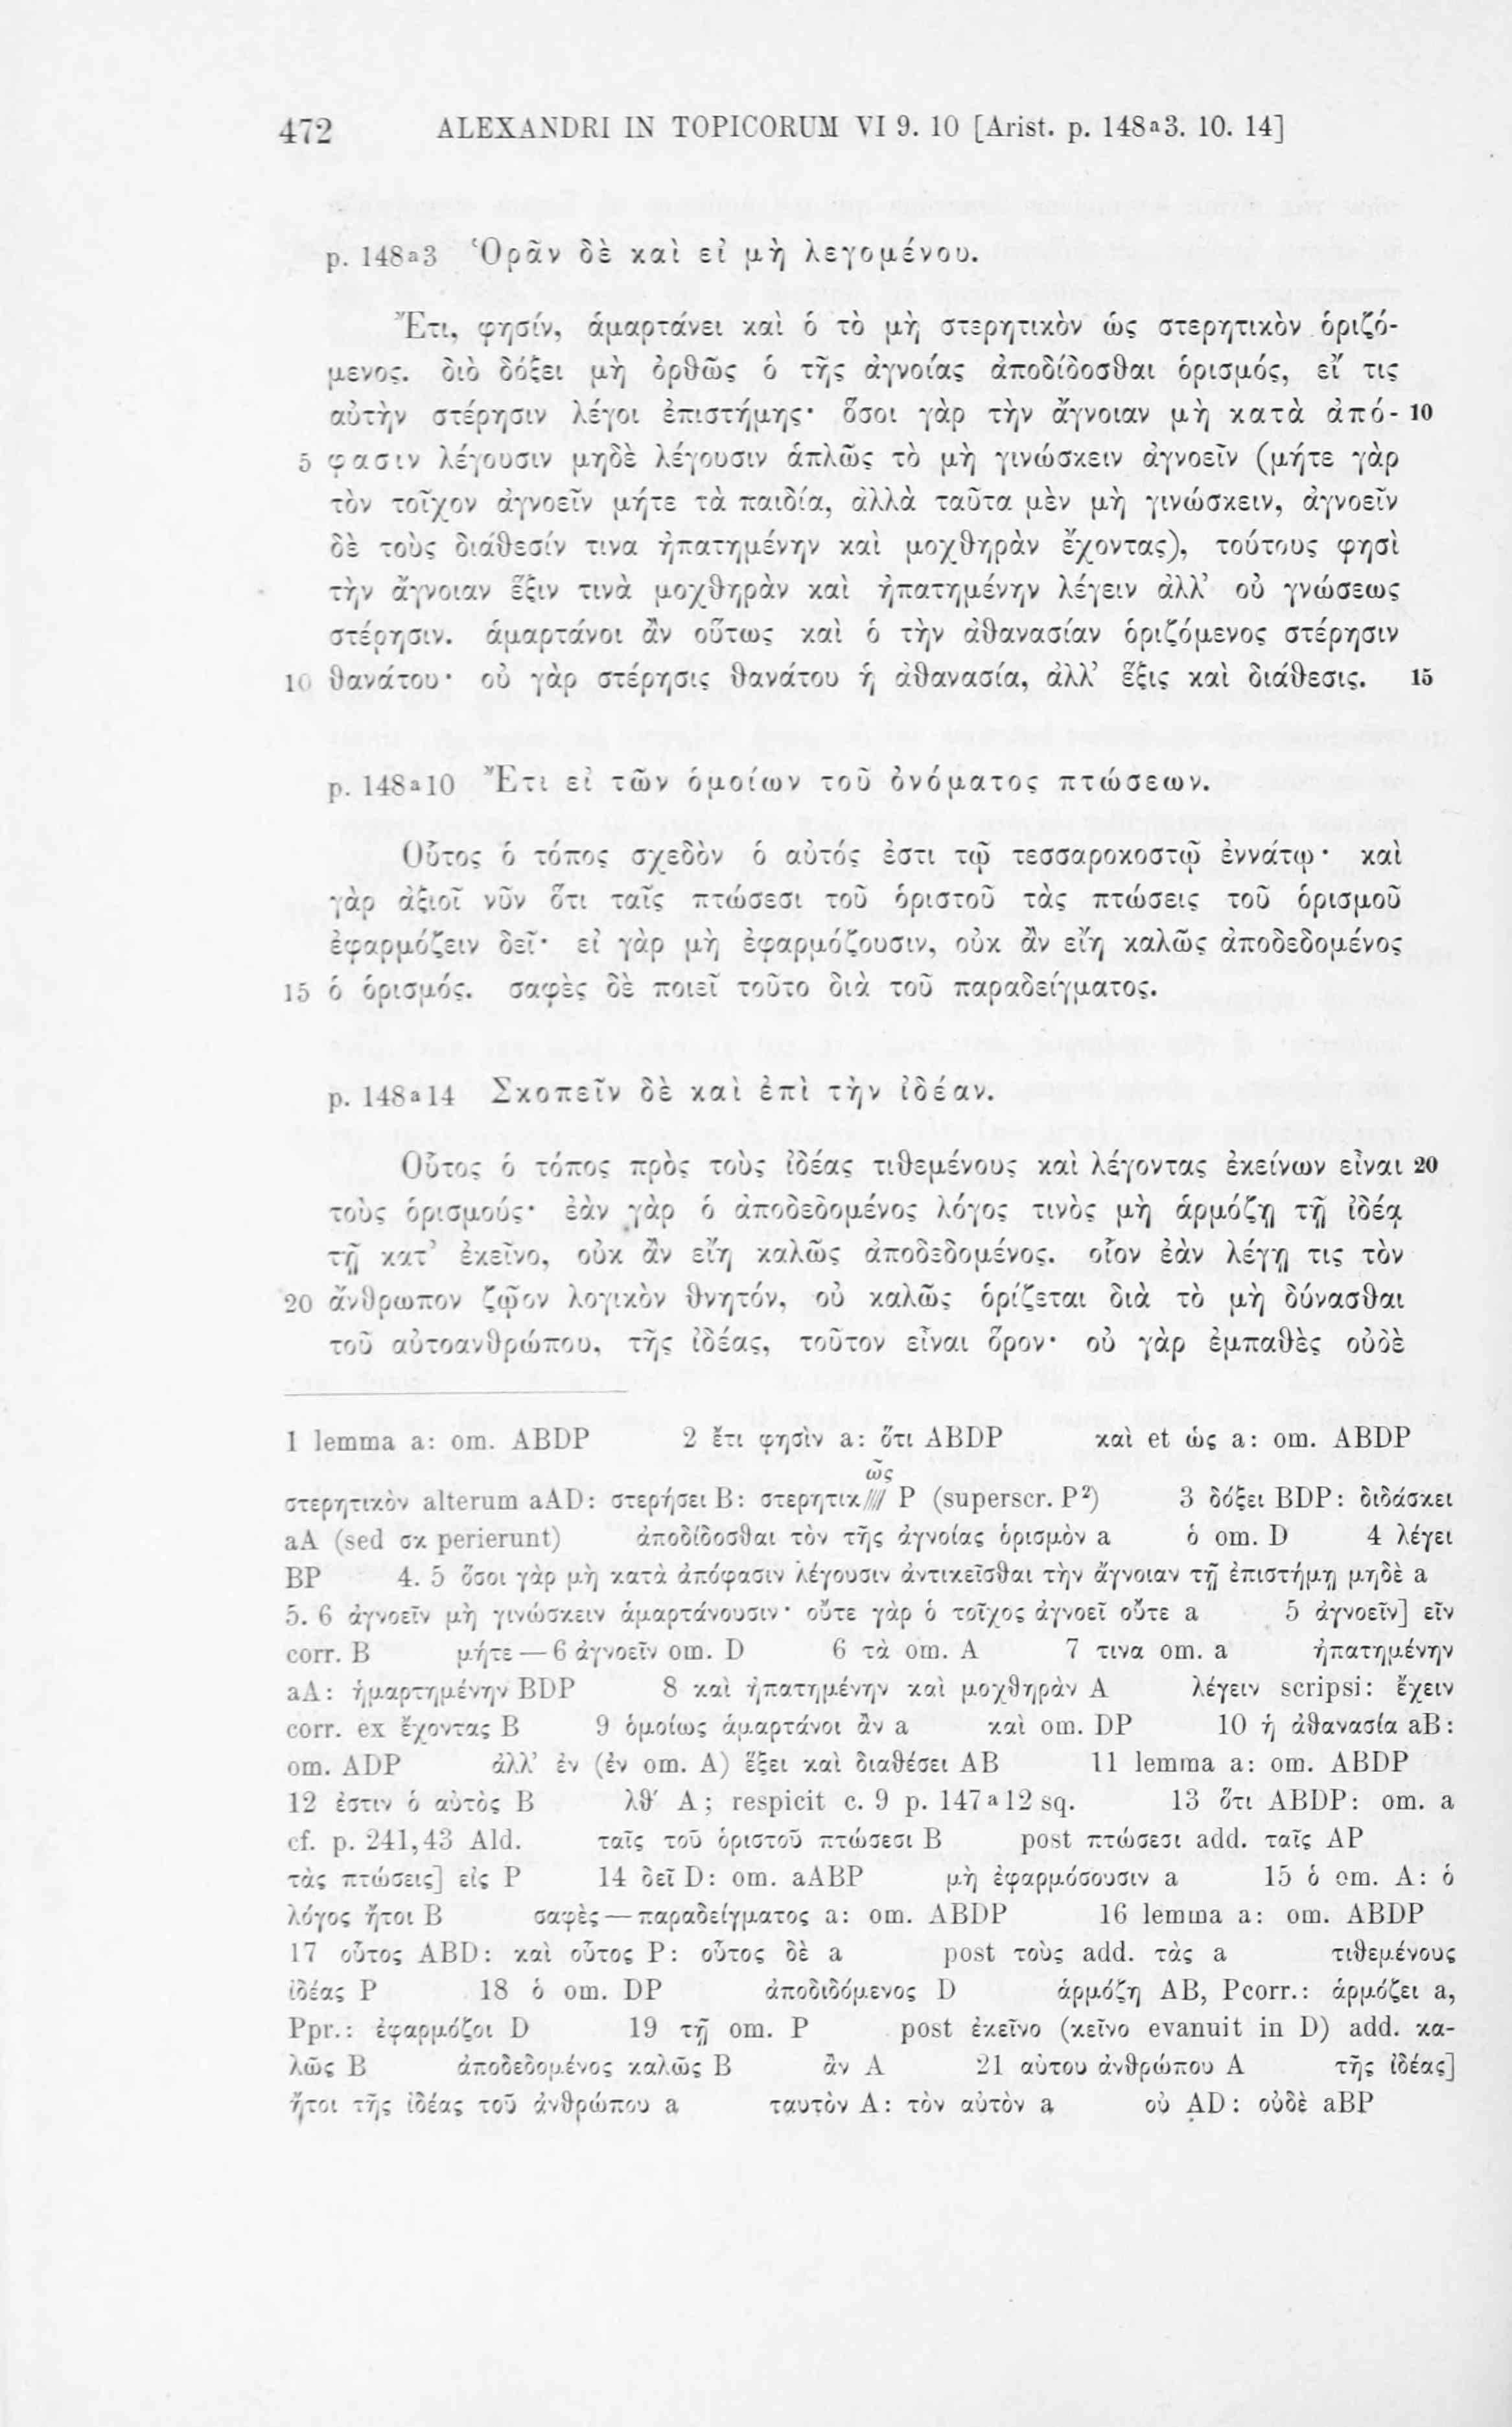 472 ALEXANDRI IN TOPICORUM VI 9. 10 [Arist. p. 148ª3. 10. 14]
p. 148ª3 Ὁρᾶν δὲ καὶ εἰ μὴ λεγομένου.
Ἔτι, φησίν, ἁμαρτάνει καὶ ὁ τὸ μὴ στερητικὸν ὡς στερητικὸν ὁριζό-
μενος. διὸ δόξει μὴ ὀρθῶς ὁ τῆς ἀγνοίας ἀποδίδοσθαι ὁρισμός, εἴ τις
αὐτὴν στέρησιν λέγοι ἐπιστήμης· ὅσοι γὰρ τὴν ἄγνοιαν μὴ κατὰ ἀπό- 10
5 φασιν λέγουσιν μηδὲ λέγουσιν ἁπλῶς τὸ μὴ γινώσκειν ἀγνοεῖν (μήτε γὰρ
τὸν τοῖχον ἀγνοεῖν μήτε τὰ παιδία, ἀλλὰ ταῦτα μὲν μὴ γινώσκειν, ἀγνοεῖν
δὲ τοὺς διάθεσίν τινα ἠπατημένην καὶ μοχθηρὰν ἔχοντας), τούτους φησὶ
τὴν ἄγνοιαν ἕξιν τινὰ μοχθηρὰν καὶ ἠπατημένην λέγειν ἀλλ’ οὐ γνώσεως
στέρησιν. ἁμαρτάνοι ἂν οὕτως καὶ ὁ τὴν ἀθανασίαν ὁριζόμενος στέρησιν
10 θανάτου· οὐ γὰρ στέρησις θανάτου ἡ ἀθανασία, ἀλλ’ ἕξις καὶ διάθεσις. 15
p. 148ª10 Ἔτι εἰ τῶν ὁμοίων τοῦ ὀνόματος πτώσεων.
Οὗτος ὁ τόπος σχεδὸν ὁ αὐτός ἐστι τῷ τεσσαροκοστῷ ἐννάτῳ· καὶ
γὰρ ἀξιοῖ νῦν ὅτι ταῖς πτώσεσι τοῦ ὁριστοῦ τὰς πτώσεις τοῦ ὁρισμοῦ
ἐφαρμόζειν δεῖ· εἰ γὰρ μὴ ἐφαρμόζουσιν, οὐκ ἂν εἴη καλῶς ἀποδεδομένος
15 ὁ ὁρισμός. σαφὲς δὲ ποιεῖ τοῦτο διὰ τοῦ παραδείγματος.
p. 148ª14 Σκοπεῖν δὲ καὶ ἐπὶ τὴν ἰδέαν.
Οὗτος ὁ τόπος πρὸς τοὺς ἰδέας τιθεμένους καὶ λέγοντας ἐκείνων εἶναι 20
τοὺς ὁρισμούς· ἐὰν γὰρ ὁ ἀποδεδομένος λόγος τινὸς μὴ ἁρμόζῃ τῇ ἰδέᾳ
τῇ κατ’ ἐκεῖνο, οὐκ ἂν εἴη καλῶς ἀποδεδομένος. οἷον ἐὰν λέγῃ τις τὸν
20 ἄνθρωπον ζῷον λογικὸν θνητόν, οὐ καλῶς ὁρίζεται διὰ τὸ μὴ δύνασθαι
τοῦ αὐτοανθρώπου, τῆς ἰδέας, τοῦτον εἶναι ὅρον· οὐ γὰρ ἐμπαθὲς οὐδὲ
1 lemma a: om. ABDP 2 ἔτι φησὶν a: ὅτι ABDP καὶ et ὡς a: om. ABDP
ῶς
στερητικὸν alterum aAD: στερήσει B: στερητικ//// P (superscr. P²) 3 δόξει BDP: διδάσκει
aA (sed σκ perierunt) ἀποδίδοσθαι τὸν τῆς ἀγνοίας ὁρισμὸν a ὁ om. D 4 λέγει
BP 4. 5 ὅσοι γὰρ μὴ κατὰ ἀπόφασιν λέγουσιν ἀντικεῖσθαι τὴν ἄγνοιαν τῇ ἐπιστήμῃ μηδὲ a
5. 6 ἀγνοεῖν μὴ γινώσκειν ἁμαρτάνουσιν· οὔτε γὰρ ὁ τοῖχος ἀγνοεῖ οὔτε a 5 ἀγνοεῖν] εῖν
corr. B μήτε — 6 ἀγνοεῖν om. D 6 τὰ om. A 7 τινα om. a ἠπατημένην
aA: ἡμαρτημένην BDP 8 καὶ ἠπατημένην καὶ μοχθηρὰν A λέγειν scripsi: ἔχειν
corr. ex ἔχοντας B 9 ὁμοίως ἁμαρτάνοι ἂν a καὶ om. DP 10 ἡ ἀθανασία aB:
om. ADP ἀλλ’ ἐν (ἐν om. A) ἕξει καὶ διαθέσει AB 11 lemma a: om. ABDP
12 ἐστιν ὁ αὐτὸς B λθ′ A; respicit c. 9 p. 147ª12 sq. 13 ὅτι ABDP: om. a
cf. p. 241,43 Ald. ταῖς τοῦ ὁριστοῦ πτώσεσι B post πτώσεσι add. ταῖς AP
τὰς πτώσεις] εἰς P 14 δεῖ D: om. aABP μὴ ἐφαρμόσουσιν a 15 ὁ om. A: ὁ
λόγος ἤτοι B σαφὲς — παραδείγματος a: om. ABDP 16 lemma a: om. ABDP
17 οὗτος ABD: καὶ οὗτος P: οὗτος δὲ a post τοὺς add. τὰς a τιθεμένους
ἰδέας P 18 ὁ om. DP ἀποδιδόμενος D ἁρμόζῃ AB, Pcorr.: ἁρμόζει a,
Ppr.: ἐφαρμόζοι D 19 τῇ om. P post ἐκεῖνο (κεῖνο evanuit in D) add. κα-
λῶς B ἀποδεδομένος καλῶς B ἂν A 21 αὐτου ἀνθρώπου A τῆς ἰδέας]
ἤτοι τῆς ἰδέας τοῦ ἀνθρώπου a ταυτὸν A: τὸν αὐτὸν a οὐ AD: οὐδὲ aBP